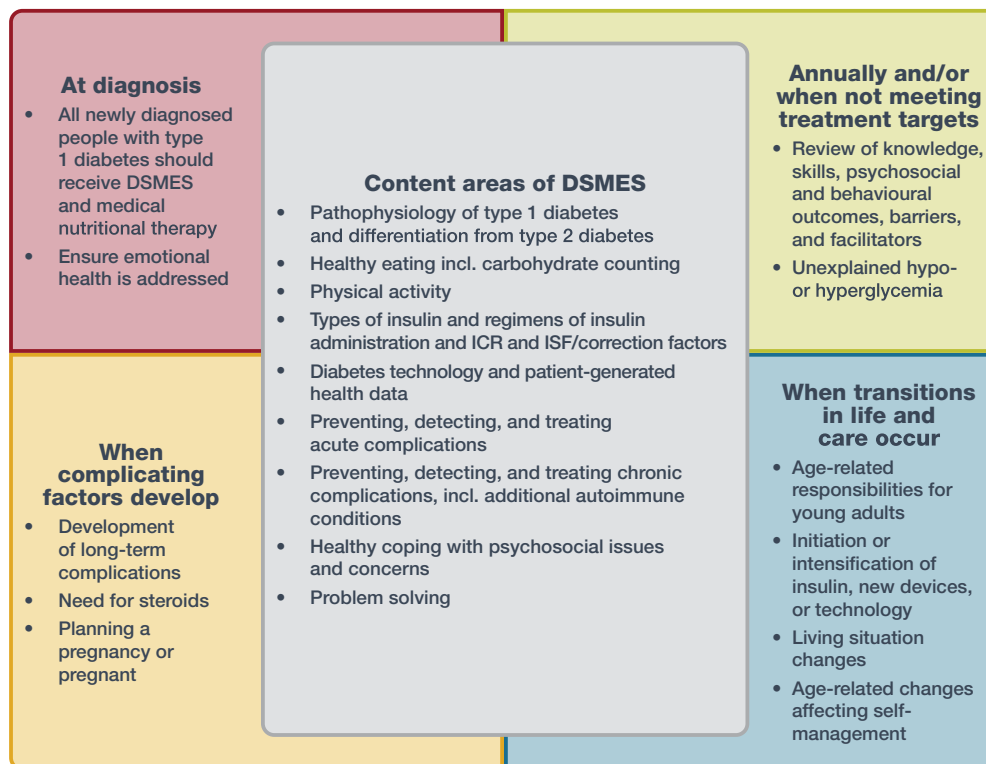 At diagnosis
• All newly diagnosed
people with type
1 diabetes should
receive DSMES
and medical
nutritional therapy
• Ensure emotional
health is addressed
Content areas of DSMES
• Pathophysiology of type 1 diabetes
and differentiation from type 2 diabetes
• Healthy eating incl. carbohydrate counting
• Physical activity
• Types of insulin and regimens of insulin
administration and ICR and ISF/correction factors
• Diabetes technology and patient-generated
health data
• Preventing, detecting, and treating
acute complications
• Preventing, detecting, and treating chronic
complications, incl. additional autoimmune
conditions
• Healthy coping with psychosocial issues
and concerns
• Problem solving
Annually and/or
when not meeting
treatment targets
• Review of knowledge,
skills, psychosocial
and behavioural
outcomes, barriers,
and facilitators
• Unexplained hypo-
or hyperglycemia
When
complicating
factors develop
• Development
of long-term
complications
• Need for steroids
• Planning a
pregnancy or
pregnant
When transitions
in life and
care occur
• Age-related
responsibilities for
young adults
• Initiation or
intensification of
insulin, new devices,
or technology
• Living situation
changes
• Age-related changes
affecting self-
management